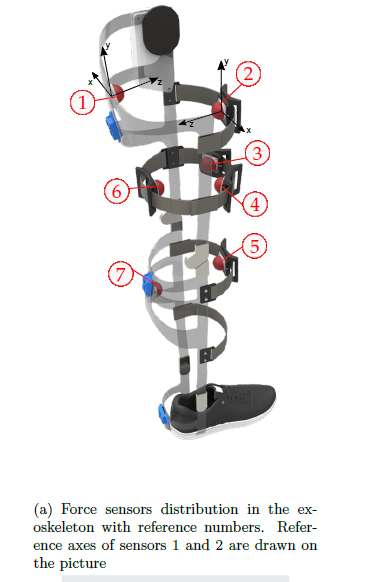 y
x
z
1
y
2
z
x
3
6
4
5
7
(a) Force sensors distribution in the ex-
oskeleton with reference numbers. Refer-
ence axes of sensors 1 and 2 are drawn on
the picture